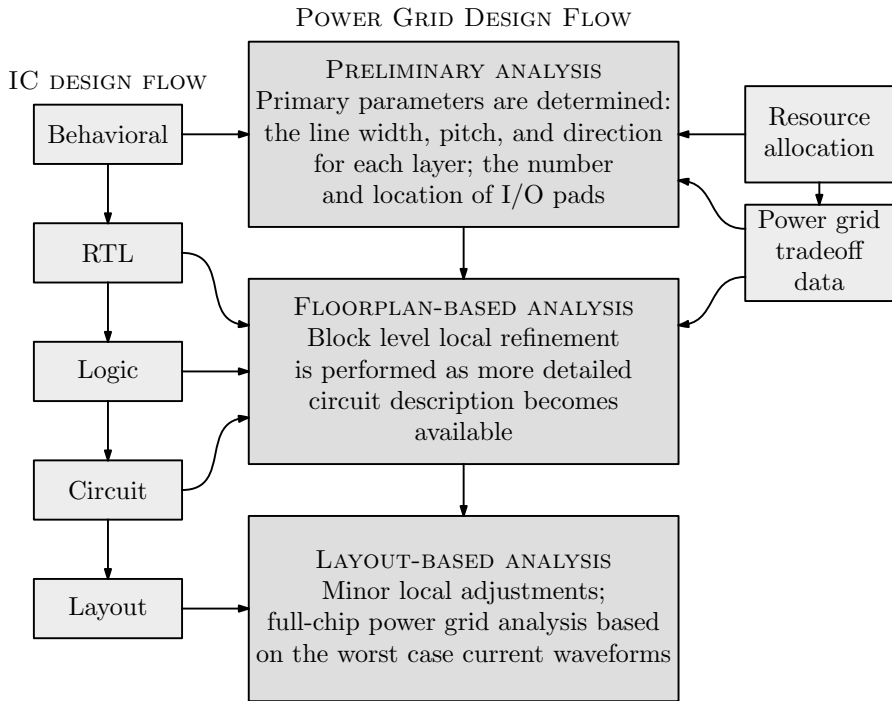 POWER GRID DESIGN FLOW
IC DESIGN FLOW
Behavioral
RTL
Logic
Circuit
Layout
PRELIMINARY ANALYSIS
Primary parameters are determined:
the line width, pitch, and direction
for each layer; the number
and location of I/O pads
FLOORPLAN-BASED ANALYSIS
Block level local refinement
is performed as more detailed
circuit description becomes
available
LAYOUT-BASED ANALYSIS
Minor local adjustments;
full-chip power grid analysis based
on the worst case current waveforms
Resource
allocation
Power grid
tradeoff
data